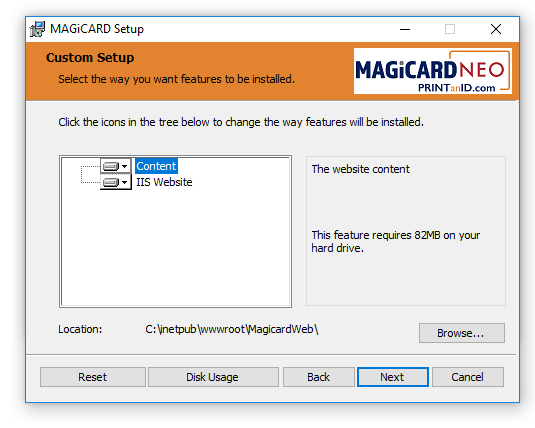 MAGiCARD Setup
Custom Setup
Select the way you want features to be installed.
MAGiCARDNEO
PRINTanID.com
Click the icons in the tree below to change the way features will be installed.
Content
IIS Website
The website content
This feature requires 82MB on your
hard drive.
Location:
C:\inetpub\wwwroot\MagicardWeb\
Browse...
Reset
Disk Usage
Back
Next
Cancel